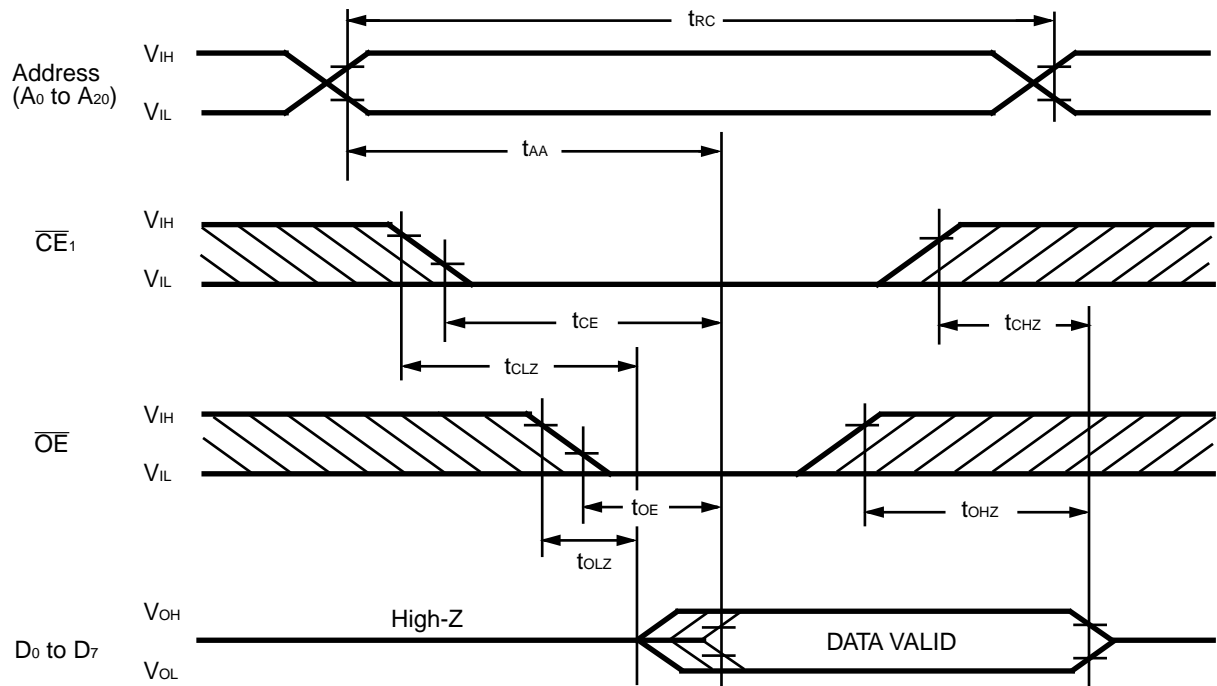 tRC
VIH
Address
(A0 to A20)
VIL
tAA
VIH
CE1
VIL
tCE
tCHZ
tCLZ
VIH
OE
VIL
tOE
tOHZ
tOLZ
VOH
High-Z
D0 to D7
DATA VALID
VOL